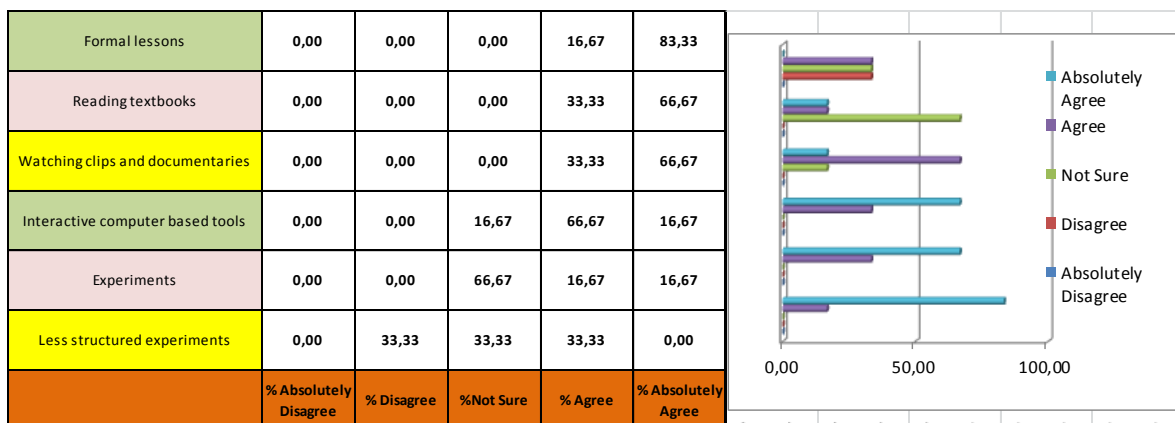 Formal lessons 0,00 0,00 0,00 16,67 83,33
Reading textbooks 0,00 0,00 0,00 33,33 66,67
Watching clips and documentaries 0,00 0,00 0,00 33,33 66,67
Interactive computer based tools 0,00 0,00 16,67 66,67 16,67
Experiments 0,00 0,00 66,67 16,67 16,67
Less structured experiments 0,00 33,33 33,33 33,33 0,00
% Absolutely Disagree % Disagree %Not Sure % Agree % Absolutely Agree
Absolutely
Agree
Agree
Not Sure
Disagree
Absolutely
Disagree
0,00 50,00 100,00